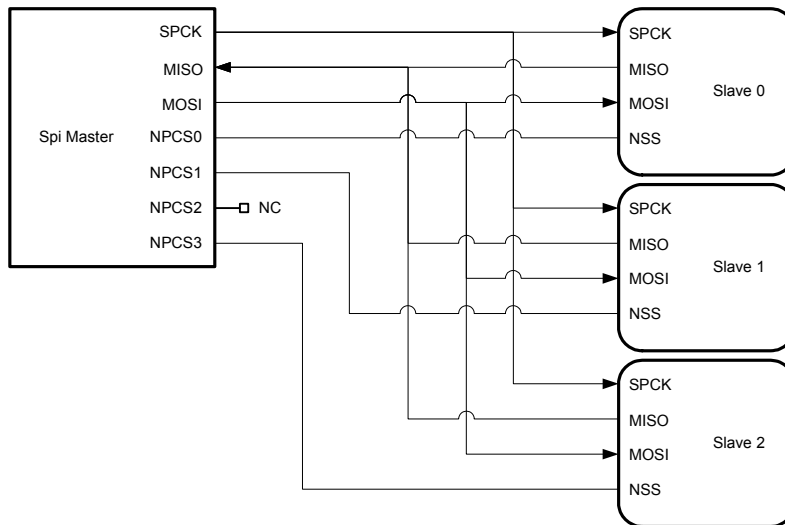 SPCK
MISO
MOSI
Spi Master
NPCS0
NPCS1
NPCS2
NC
NPCS3
SPCK
MISO
MOSI
Slave 0
NSS
SPCK
MISO
Slave 1
MOSI
NSS
SPCK
MISO
Slave 2
MOSI
NSS